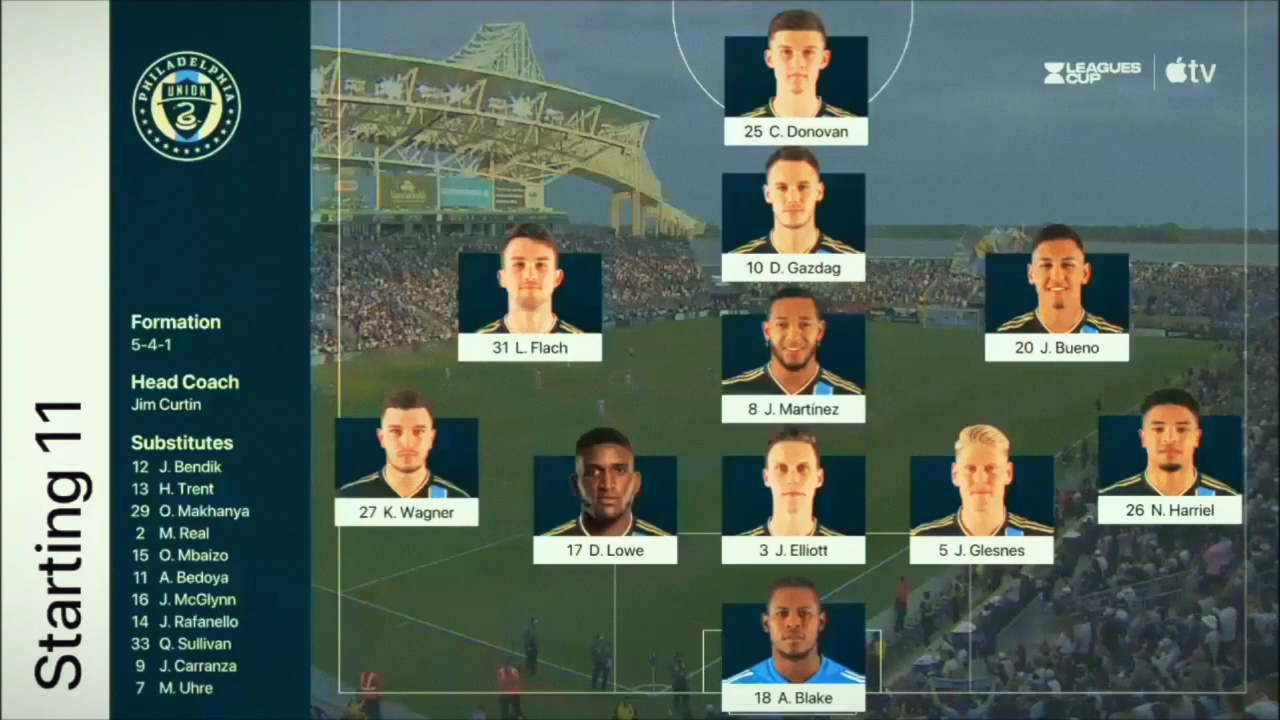 Starting 11
PHILADELPHIA
UNION
Formation
5-4-1
Head Coach
Jim Curtin
Substitutes
12 J. Bendik
13 H. Trent
29 O. Makhanya
2 M. Real
15 O. Mbaizo
11 A. Bedoya
16 J. McGlynn
14 J. Rafanello
33 Q. Sullivan
9 J. Carranza
7 M. Uhre
LEAGUES
CUP
tv
25 C. Donovan
10 D. Gazdag
31 L. Flach
20 J. Bueno
8 J. Martínez
27 K. Wagner
17 D. Lowe
3 J. Elliott
5 J. Glesnes
26 N. Harriel
18 A. Blake